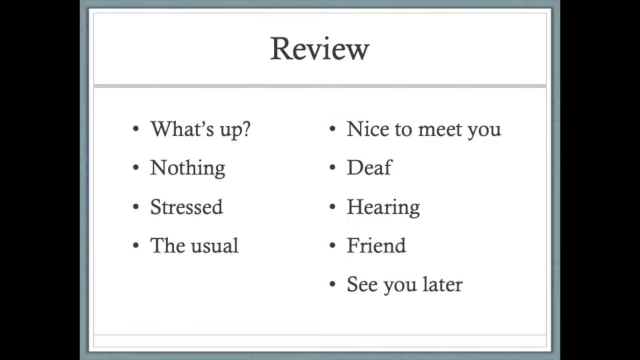 Review
• What's up?
• Nothing
• Stressed
• The usual
• Nice to meet you
• Deaf
• Hearing
• Friend
• See you later